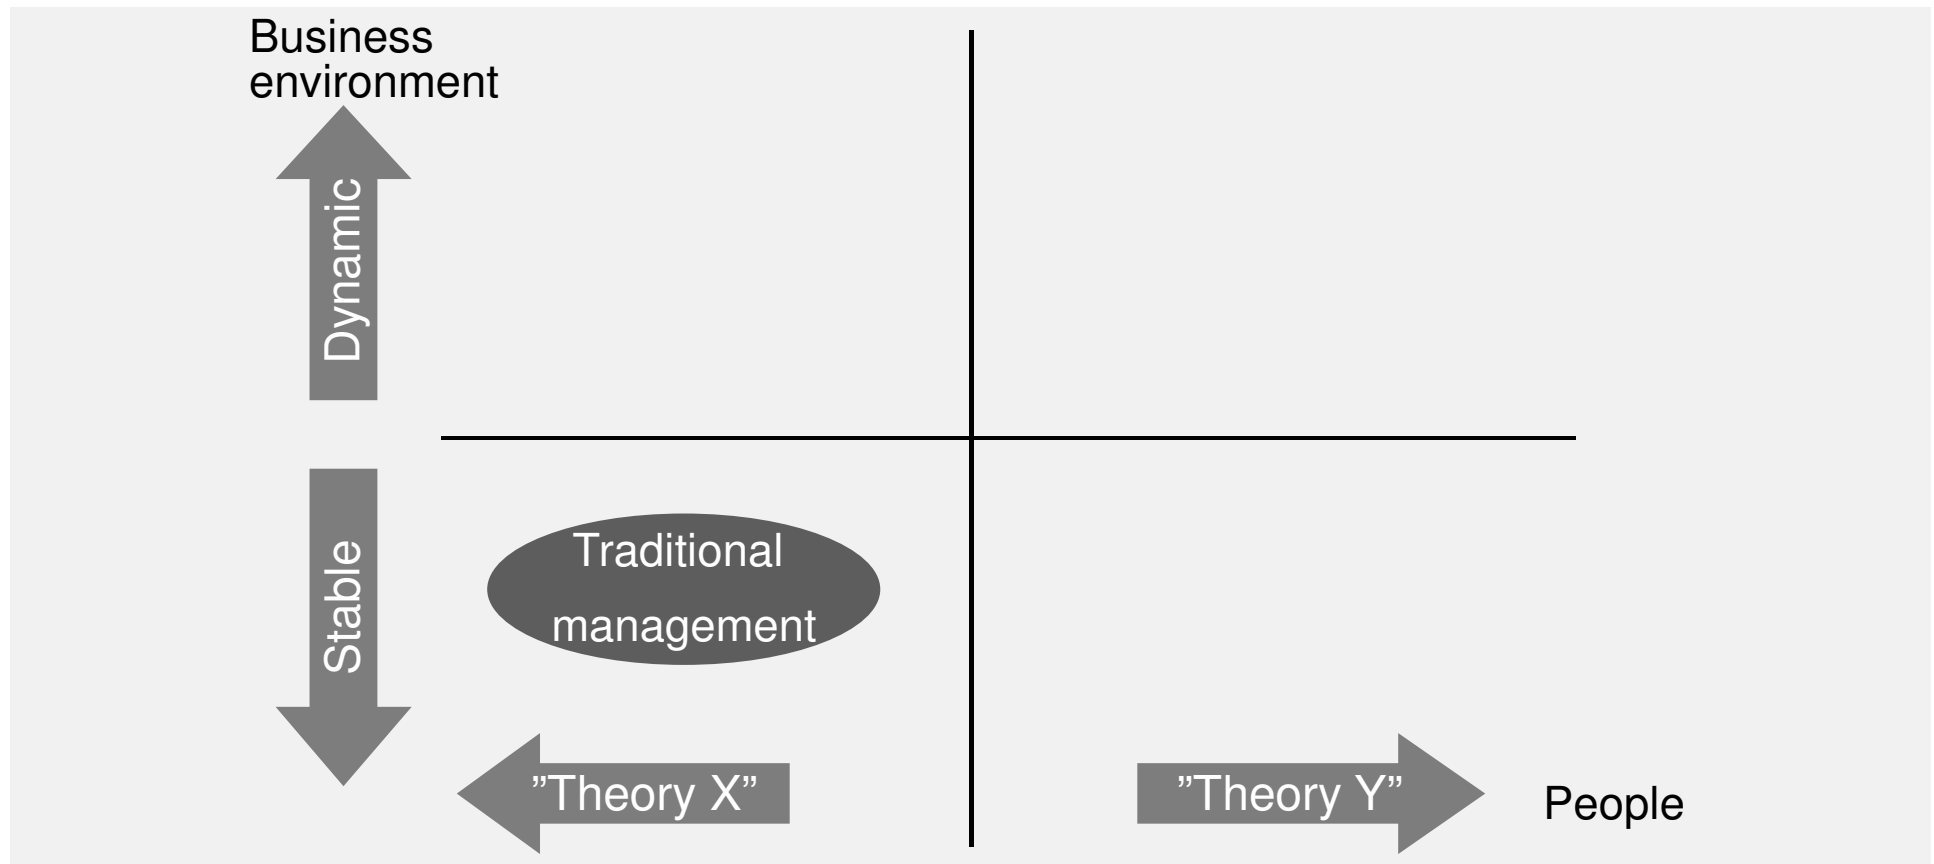 Business
environment
Dynamic
Stable
Traditional
management
”Theory X”
”Theory Y”
People